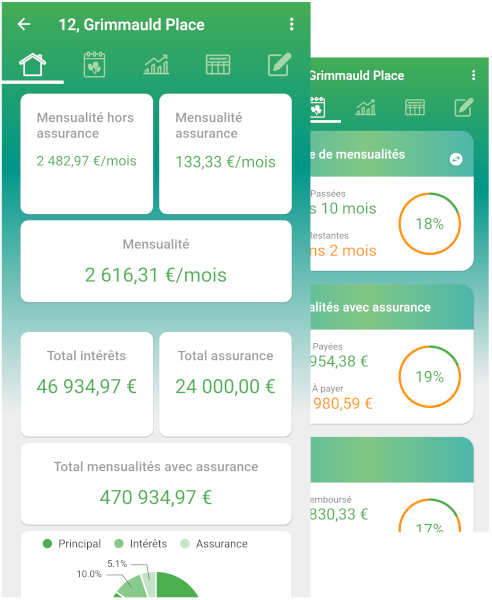 12, Grimmauld Place
Mensualité hors
assurance
2 482,97 €/mois
Mensualité
assurance
133,33 €/mois
Mensualité
2 616,31 €/mois
Total intérêts
46 934,97 €
Total assurance
24 000,00 €
Total mensualités avec assurance
470 934,97 €
Principal
Intérêts
Assurance
5.1%
10.0%
Grimmauld Place
e de mensualités
Passées
s 10 mois
Restantes
ns 2 mois
18%
alités avec assurance
Payées
954,38 €
À payer
980,59 €
19%
emboursé
830,33 €
17%